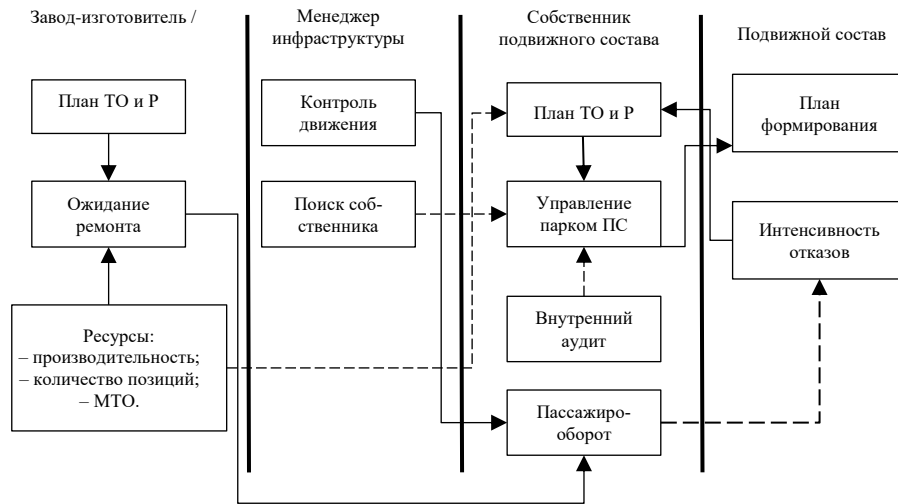 Завод-изготовитель /
Менеджер
инфраструктуры
Собственник
подвижного состава
Подвижной состав
План ТО и Р
Контроль
движения
План ТО и Р
План
формирования
Ожидание
ремонта
Поиск соб-
ственника
Управление
парком ПС
Интенсивность
отказов
Ресурсы:
– производительность;
– количество позиций;
– МТО.
Внутренний
аудит
Пассажиро-
оборот